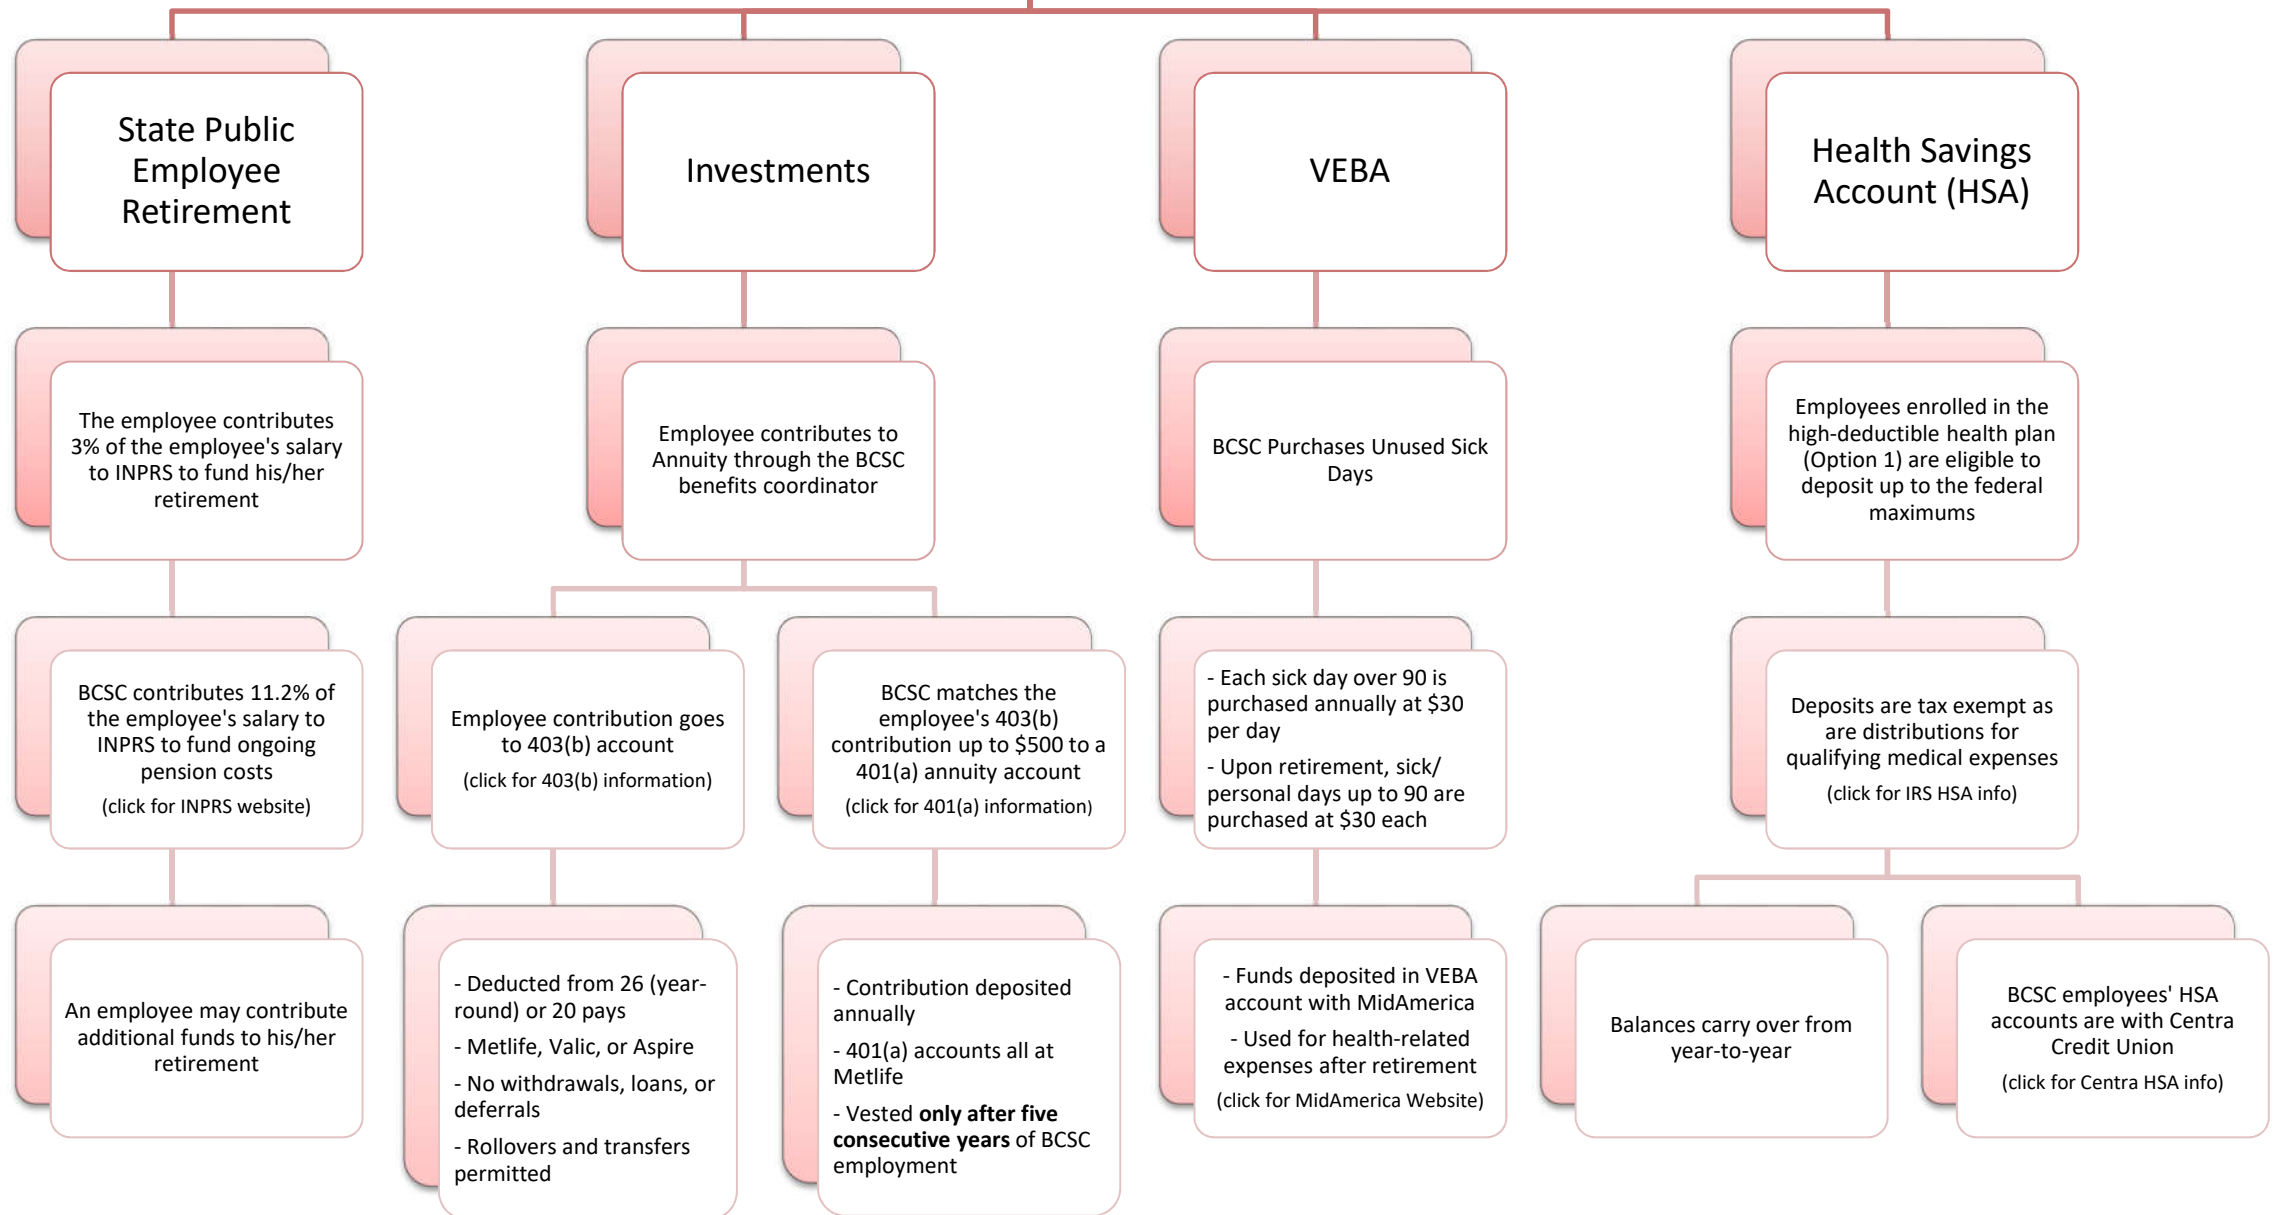 State Public
Employee
Retirement
Investments
VEBA
Health Savings
Account (HSA)
The employee contributes
3% of the employee's salary
to INPRS to fund his/her
retirement
Employee contributes to
Annuity through the BCSC
benefits coordinator
BCSC Purchases Unused Sick
Days
Employees enrolled in the
high-deductible health plan
(Option 1) are eligible to
deposit up to the federal
maximums
BCSC contributes 11.2% of
the employee's salary to
INPRS to fund ongoing
pension costs
(click for INPRS website)
Employee contribution goes
to 403(b) account
(click for 403(b) information)
BCSC matches the
employee's 403(b)
contribution up to $500 to a
401(a) annuity account
(click for 401(a) information)
- Each sick day over 90 is
purchased annually at $30
per day
- Upon retirement, sick/
personal days up to 90 are
purchased at $30 each
Deposits are tax exempt as
are distributions for
qualifying medical expenses
(click for IRS HSA info)
An employee may contribute
additional funds to his/her
retirement
- Deducted from 26 (year-
round) or 20 pays
- Metlife, Valic, or Aspire
- No withdrawals, loans, or
deferrals
- Rollovers and transfers
permitted
- Contribution deposited
annually
- 401(a) accounts all at
Metlife
- Vested only after five
consecutive years of BCSC
employment
- Funds deposited in VEBA
account with MidAmerica
- Used for health-related
expenses after retirement
(click for MidAmerica Website)
Balances carry over from
year-to-year
BCSC employees' HSA
accounts are with Centra
Credit Union
(click for Centra HSA info)